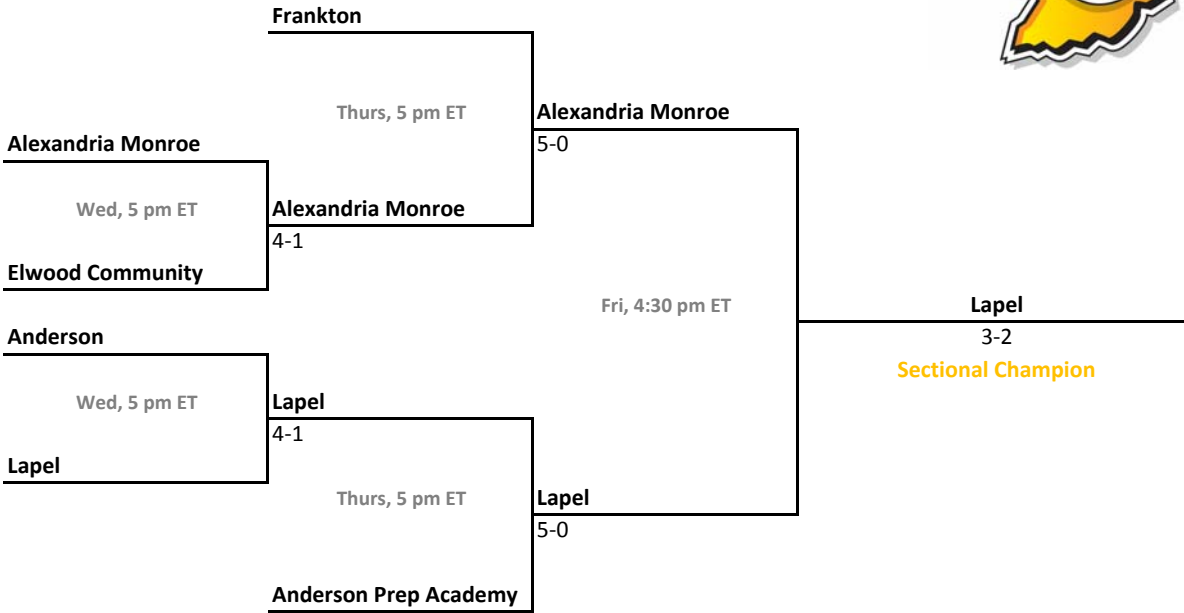 Frankton
Thurs, 5 pm ET
Alexandria Monroe
5-0
Alexandria Monroe
Wed, 5 pm ET
Alexandria Monroe
4-1
Elwood Community
Fri, 4:30 pm ET
Lapel
3-2
Sectional Champion
Anderson
Wed, 5 pm ET
Lapel
4-1
Lapel
Thurs, 5 pm ET
Lapel
5-0
Anderson Prep Academy